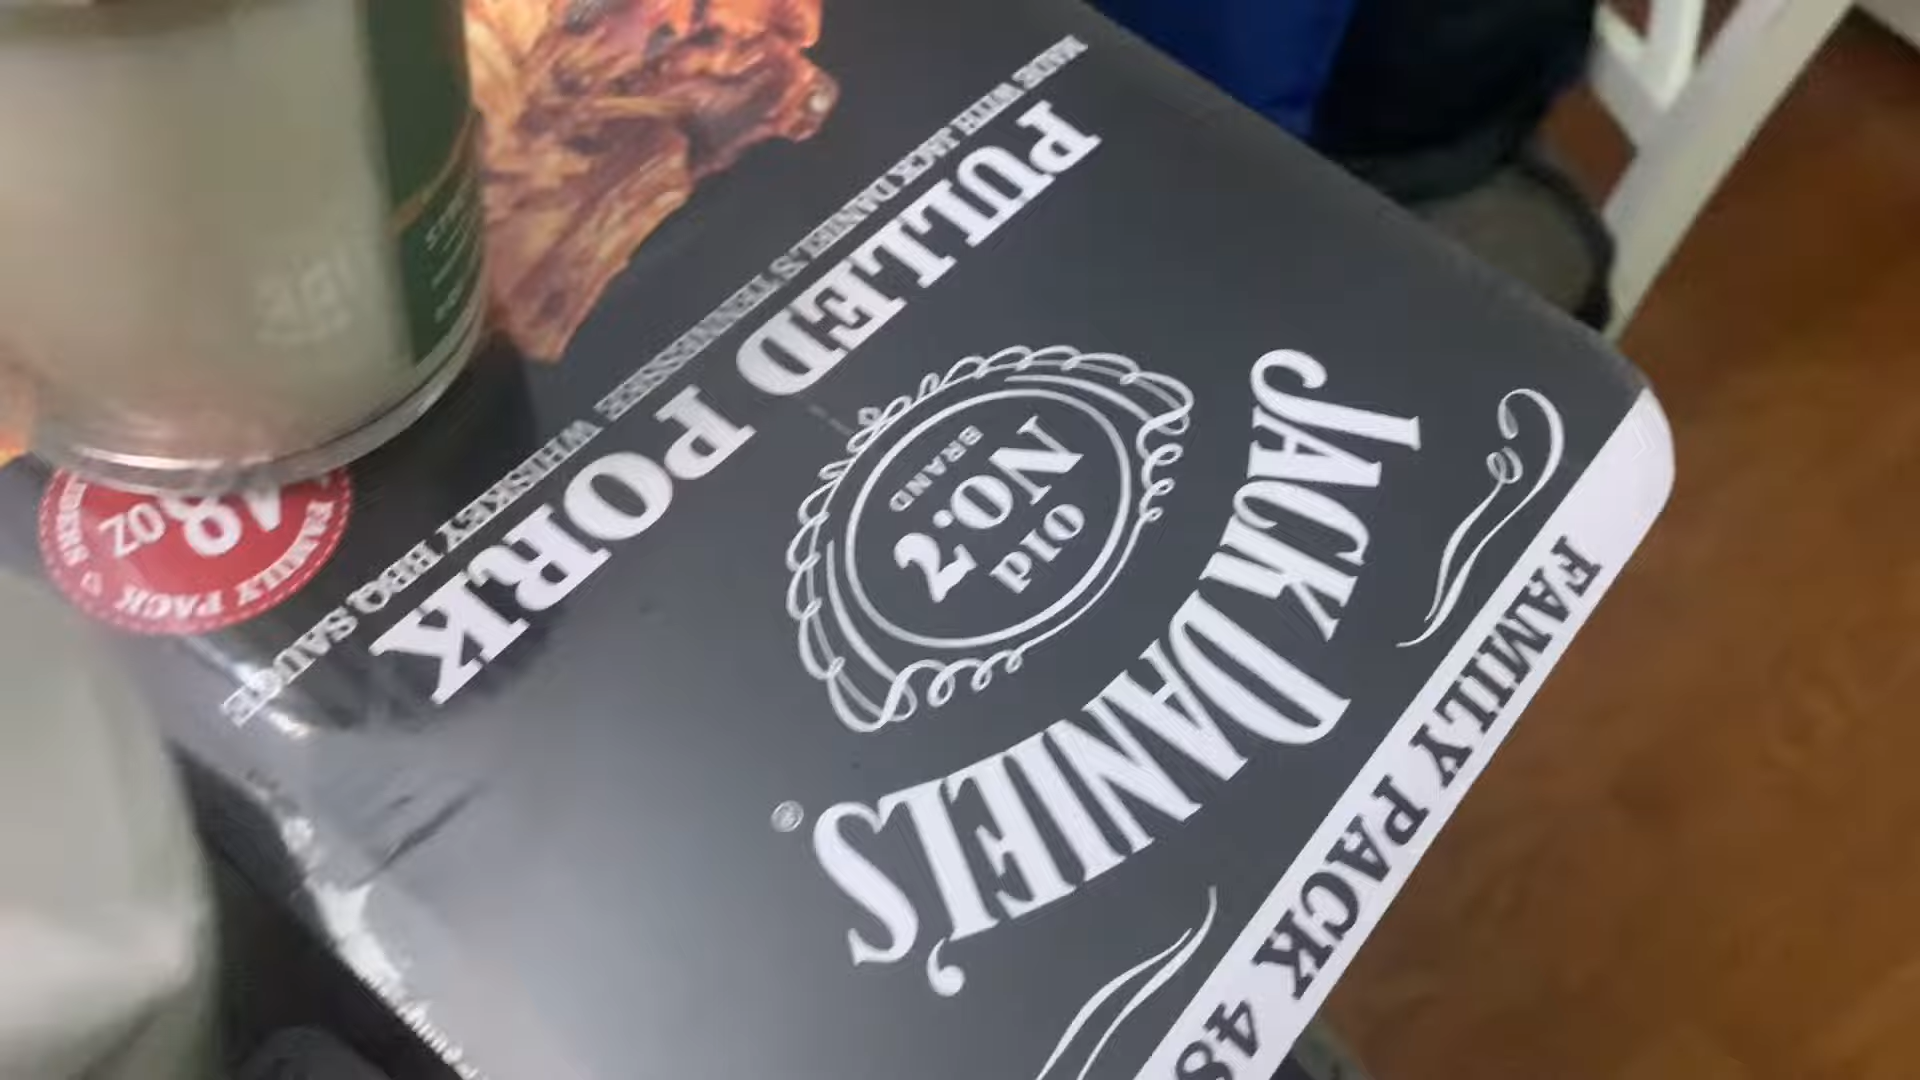 FAMILY PACK 48
JACK DANIEL'S
®
Old
No. 7
BRAND
PULLED PORK
MADE WITH JACK DANIEL'S TENNESSEE WHISKEY BBQ SAUCE
FAMILY PACK
48
OZ